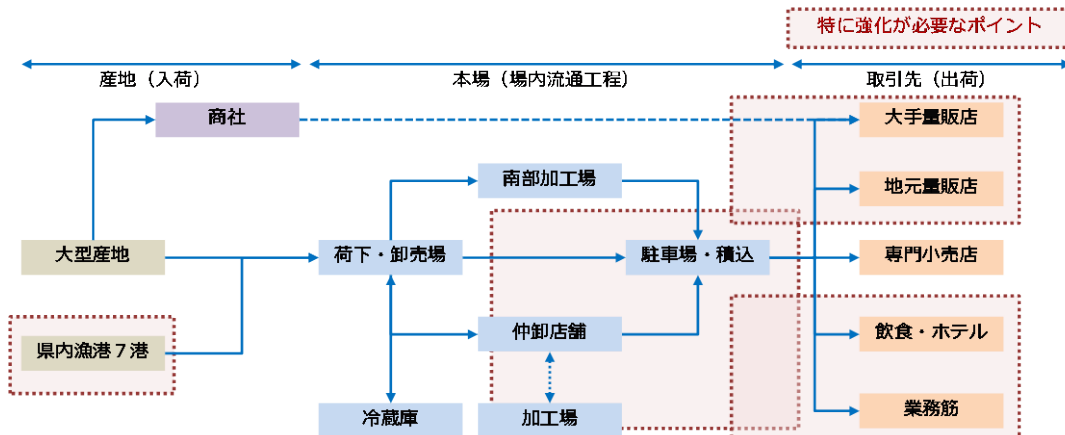 特に強化が必要なポイント
産地（入荷）
本場（場内流通工程）
取引先（出荷）
商社
大手量販店
南部加工場
地元量販店
大型産地
荷下・卸売場
駐車場・積込
専門小売店
県内漁港７港
仲卸店舗
飲食・ホテル
冷蔵庫
加工場
業務筋